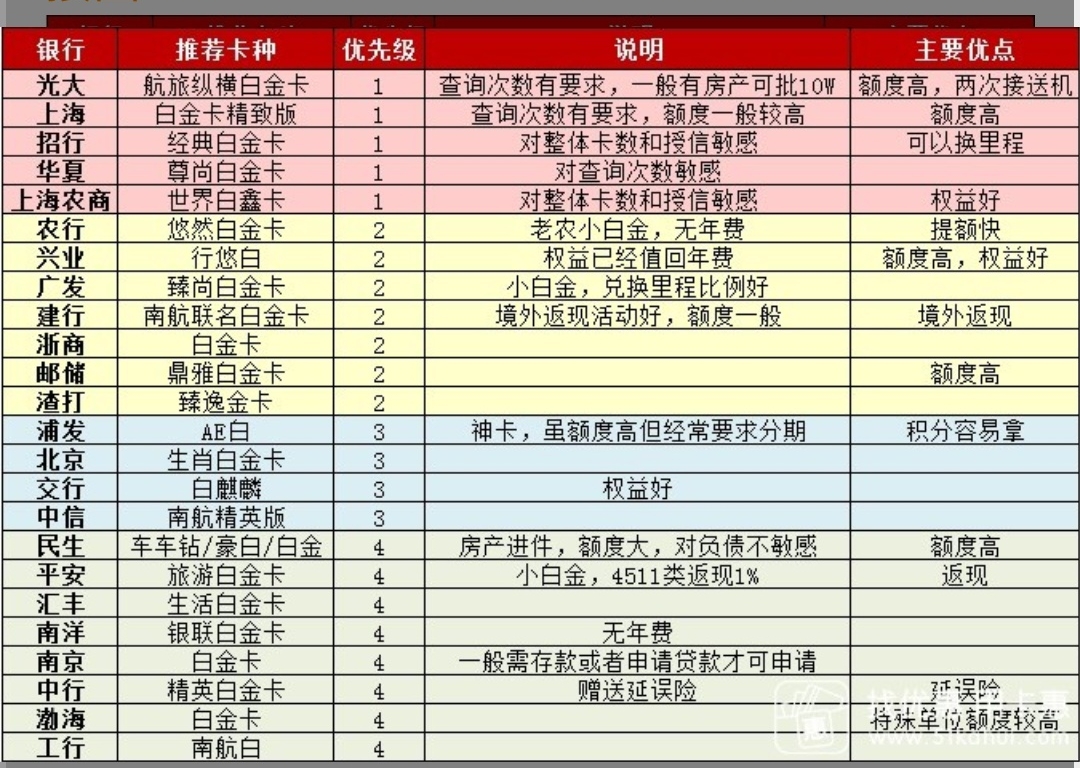 银行 推荐卡种 优先级 说明 主要优点
光大 航旅纵横白金卡 1 查询次数有要求，一般有房产可批10W 额度高，两次接送机
上海 白金卡精致版 1 查询次数有要求，额度一般较高 额度高
招行 经典白金卡 1 对整体卡数和授信敏感 可以换里程
华夏 尊尚白金卡 1 对查询次数敏感
上海农商 世界白鑫卡 1 对整体卡数和授信敏感 权益好
农行 悠然白金卡 2 老农小白金，无年费 提额快
兴业 行悠白 2 权益已经值回年费 额度高，权益好
广发 臻尚白金卡 2 小白金，兑换里程比例好
建行 南航联名白金卡 2 境外返现活动好，额度一般 境外返现
浙商 白金卡 2
邮储 鼎雅白金卡 2 额度高
渣打 臻逸金卡 2
浦发 AE白 3 神卡，虽额度高但经常要求分期 积分容易拿
北京 生肖白金卡 3
交行 白麒麟 3 权益好
中信 南航精英版 3
民生 车车钻/豪白/白金 4 房产进件，额度大，对负债不敏感 额度高
平安 旅游白金卡 4 小白金，4511类返现1% 返现
汇丰 生活白金卡 4
南洋 银联白金卡 4 无年费
南京 白金卡 4 一般需存款或者申请贷款才可申请
中行 精英白金卡 4 赠送延误险 延误险
渤海 白金卡 4 特殊单位额度较高
工行 南航白 4